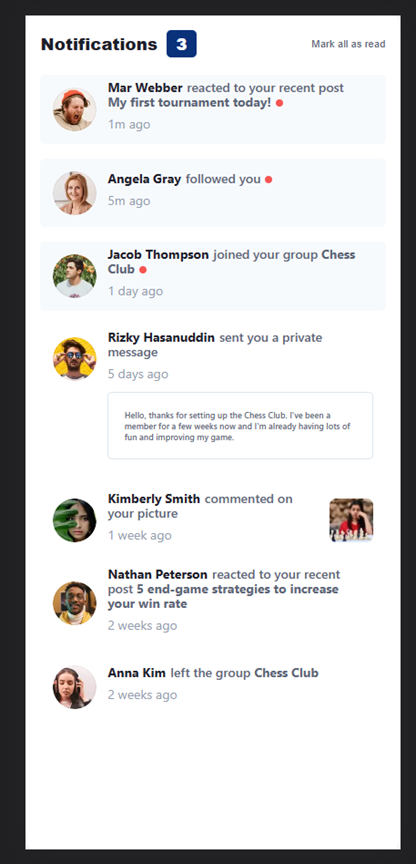 Notifications 3 Mark all as read
Mar Webber reacted to your recent post
My first tournament today!
1m ago
Angela Gray followed you
5m ago
Jacob Thompson joined your group Chess
Club
1 day ago
Rizky Hasanuddin sent you a private
message
5 days ago
Hello, thanks for setting up the Chess Club. I've been a
member for a few weeks now and I'm already having lots of
fun and improving my game.
Kimberly Smith commented on
your picture
1 week ago
Nathan Peterson reacted to your recent
post 5 end-game strategies to increase
your win rate
2 weeks ago
Anna Kim left the group Chess Club
2 weeks ago